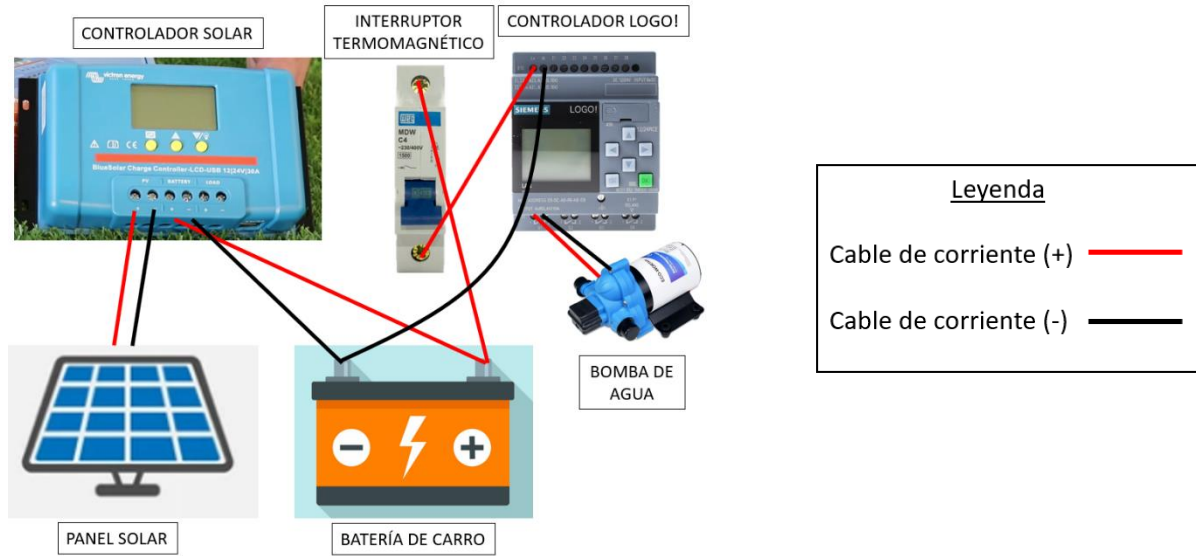 CONTROLADOR SOLAR
INTERRUPTOR
TERMOMAGNÉTICO
CONTROLADOR LOGO!
victron energy
BlueSolar Charge Controller-LCD-USB 12|24V|30A
PV
BATTERY
LOAD
MDW
C4
~230/400V
SIEMENS
LOGO!
Leyenda
Cable de corriente (+)
Cable de corriente (-)
BOMBA DE
AGUA
PANEL SOLAR
BATERÍA DE CARRO